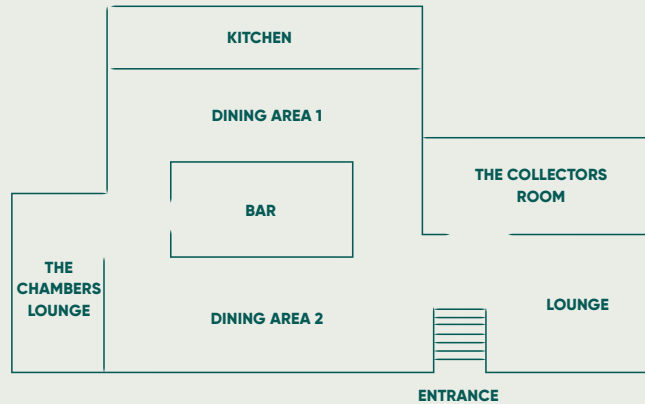 KITCHEN
DINING AREA 1
THE COLLECTORS
ROOM
BAR
THE
CHAMBERS
LOUNGE
DINING AREA 2
LOUNGE
ENTRANCE